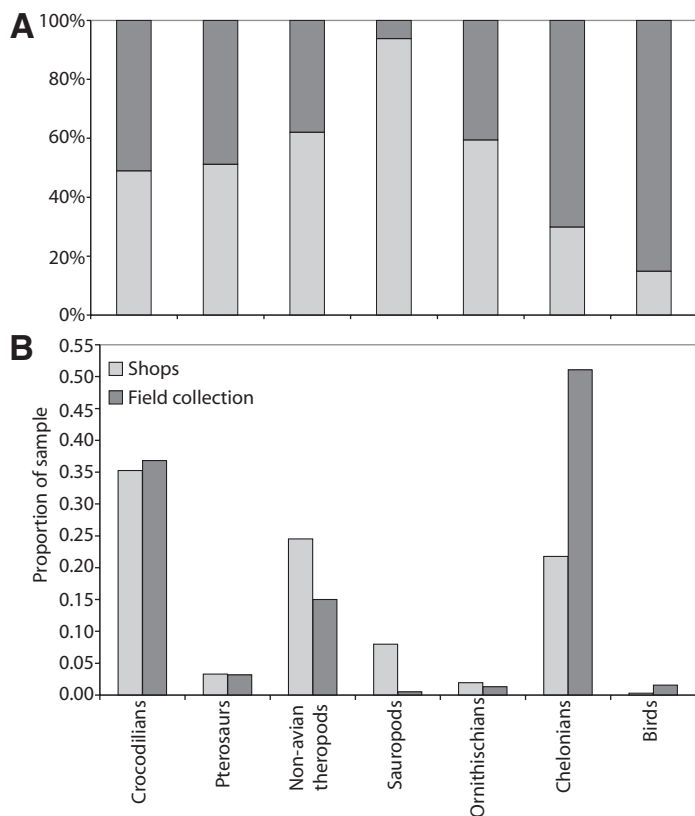 A
100%
80%
60%
40%
20%
0%
B
0.55
0.50
0.45
0.40
0.35
0.30
0.25
0.20
0.15
0.10
0.05
0.00
Proportion of sample
Shops
Field collection
Crocodilians
Pterosaurs
Non-avian
theropods
Sauropods
Ornithischians
Chelonians
Birds